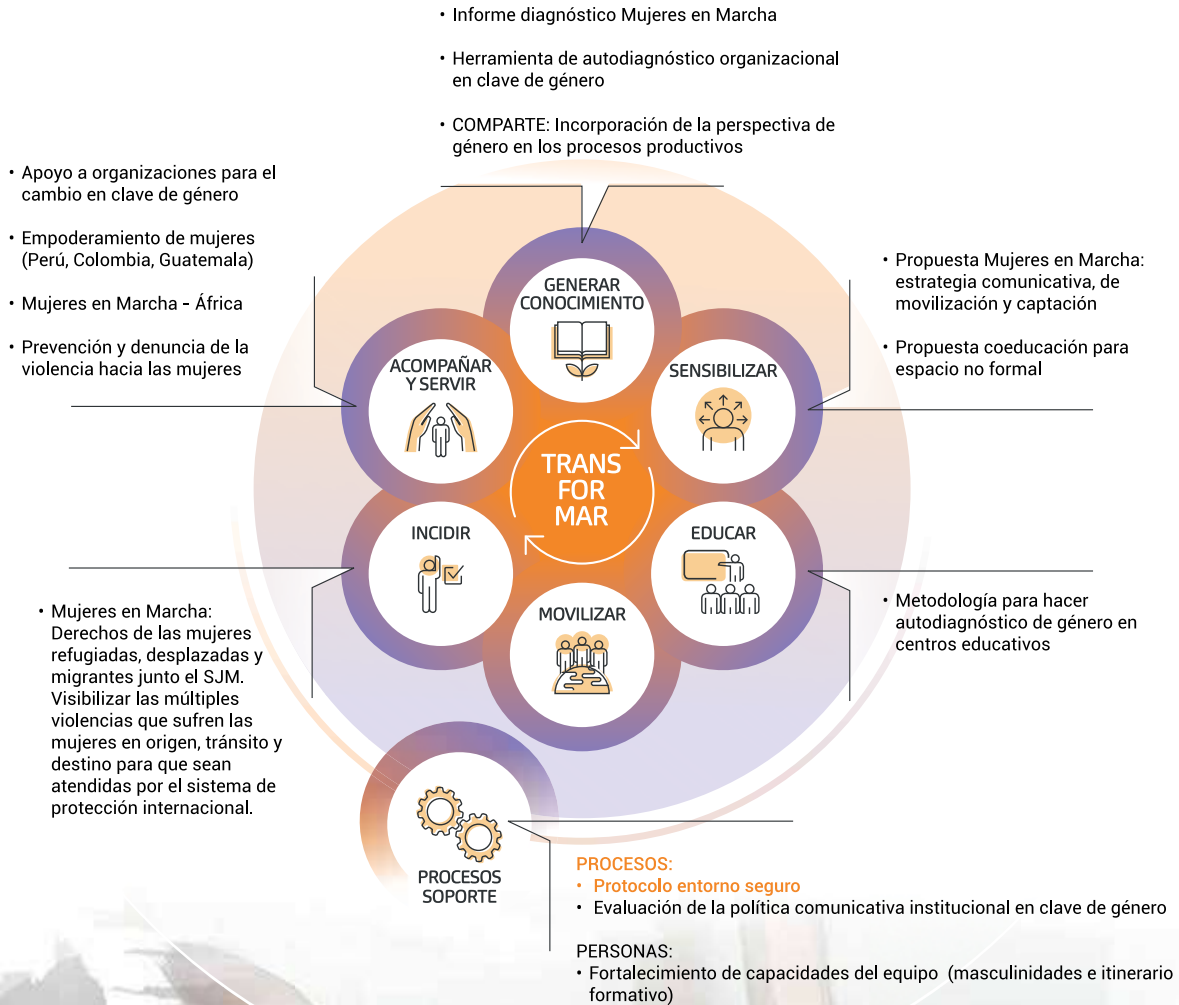 • Informe diagnóstico Mujeres en Marcha
• Herramienta de autodiagnóstico organizacional
en clave de género
• COMPARTE: Incorporación de la perspectiva de
género en los procesos productivos
• Apoyo a organizaciones para el
cambio en clave de género
• Empoderamiento de mujeres
(Perú, Colombia, Guatemala)
• Mujeres en Marcha - África
• Prevención y denuncia de la
violencia hacia las mujeres
• Propuesta Mujeres en Marcha:
estrategia comunicativa, de
movilización y captación
• Propuesta coeducación para
espacio no formal
GENERAR
CONOCIMIENTO
ACOMPAÑAR
Y SERVIR
SENSIBILIZAR
TRANS
FOR
MAR
INCIDIR
EDUCAR
MOVILIZAR
• Mujeres en Marcha:
Derechos de las mujeres
refugiadas, desplazadas y
migrantes junto el SJM.
Visibilizar las múltiples
violencias que sufren las
mujeres en origen, tránsito y
destino para que sean
atendidas por el sistema de
protección internacional.
• Metodología para hacer
autodiagnóstico de género en
centros educativos
PROCESOS
SOPORTE
PROCESOS:
• Protocolo entorno seguro
• Evaluación de la política comunicativa institucional en clave de género
PERSONAS:
• Fortalecimiento de capacidades del equipo (masculinidades e itinerario
formativo)